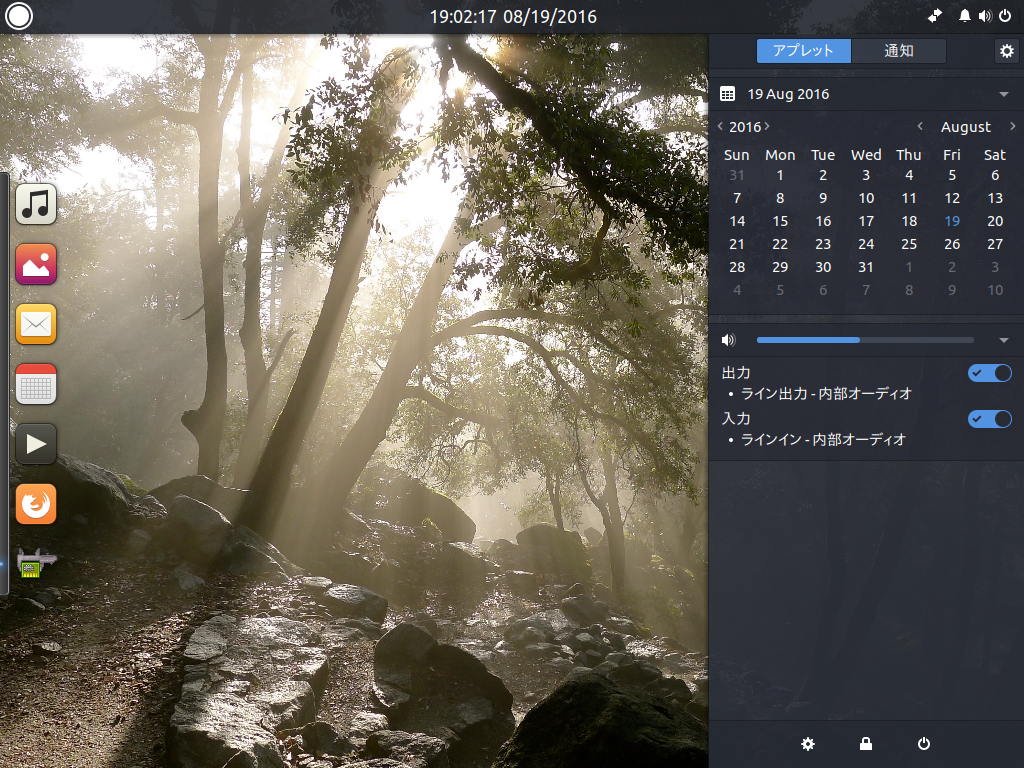 19:02:17 08/19/2016
アプレット 通知
19 Aug 2016
2016 August
Sun Mon Tue Wed Thu Fri Sat
31 1 2 3 4 5 6
7 8 9 10 11 12 13
14 15 16 17 18 19 20
21 22 23 24 25 26 27
28 29 30 31 1 2 3
4 5 6 7 8 9 10
出力
• ライン出力 - 内部オーディオ
入力
• ラインイン - 内部オーディオ